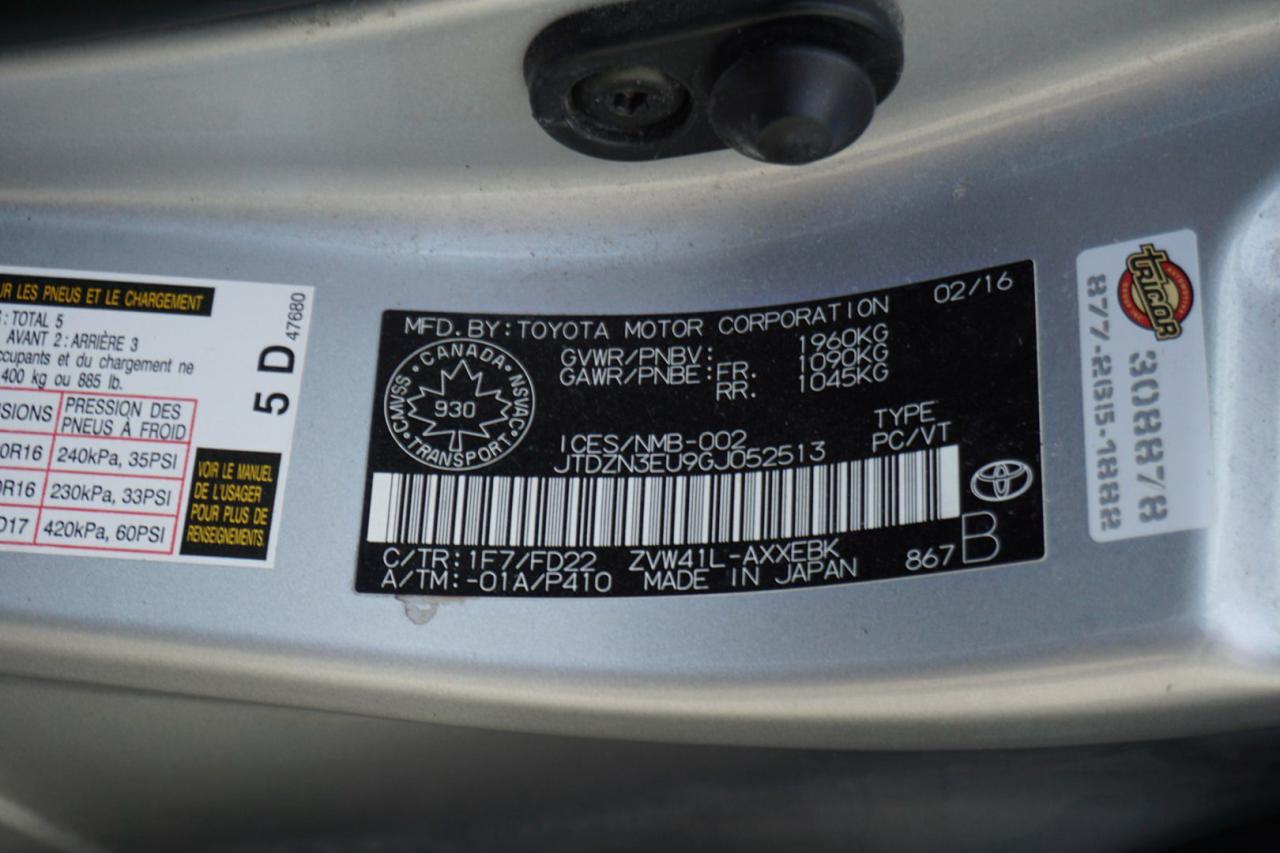 UR LES PNEUS ET LE CHARGEMENT
: TOTAL 5
AVANT 2 : ARRIÈRE 3
ccupants et du chargement ne
400 kg ou 885 lb.
PRESSION DES
PNEUS À FROID
0R16 240kPa, 35PSI
0R16 230kPa, 33PSI
D17 420kPa, 60PSI
5 D
47680
VOIR LE MANUEL
DE L'USAGER
POUR PLUS DE
RENSEIGNEMENTS.
MFD. BY: TOYOTA MOTOR CORPORATION 02/16
GVWR/PNBV: 1960KG
GAWR/PNBE: FR. 1090KG
RR. 1045KG
CANADA
CMVSS NSVAC
930
TRANSPORT
ICES/NMB-002
TYPE
JTDZN3EU9GJ052513 PC/VT
C/TR: 1F7/FD22 ZVW41L-AXXEBK
A/TM: -01A/P410 MADE IN JAPAN
867 B
TOYOTA
tricar
308878
877-2815-1882